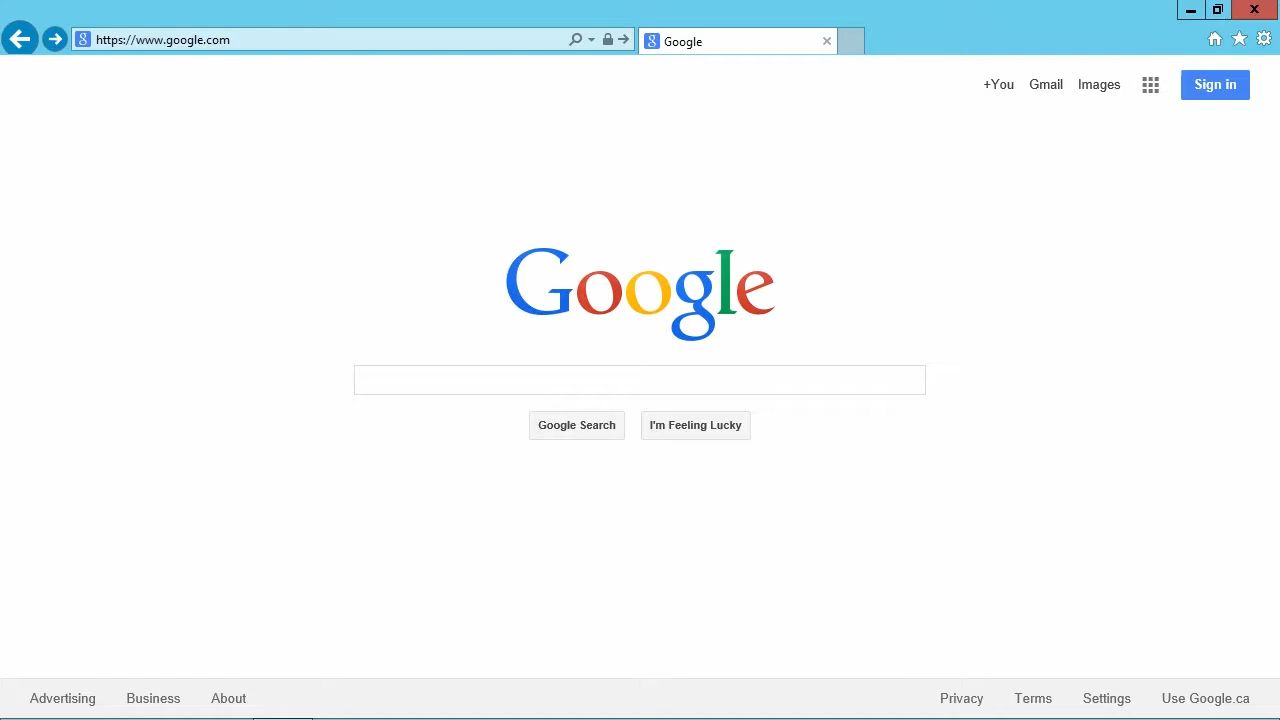 https://www.google.com
Google
+You Gmail Images Sign in
Google
Google Search I'm Feeling Lucky
Advertising Business About Privacy Terms Settings Use Google.ca